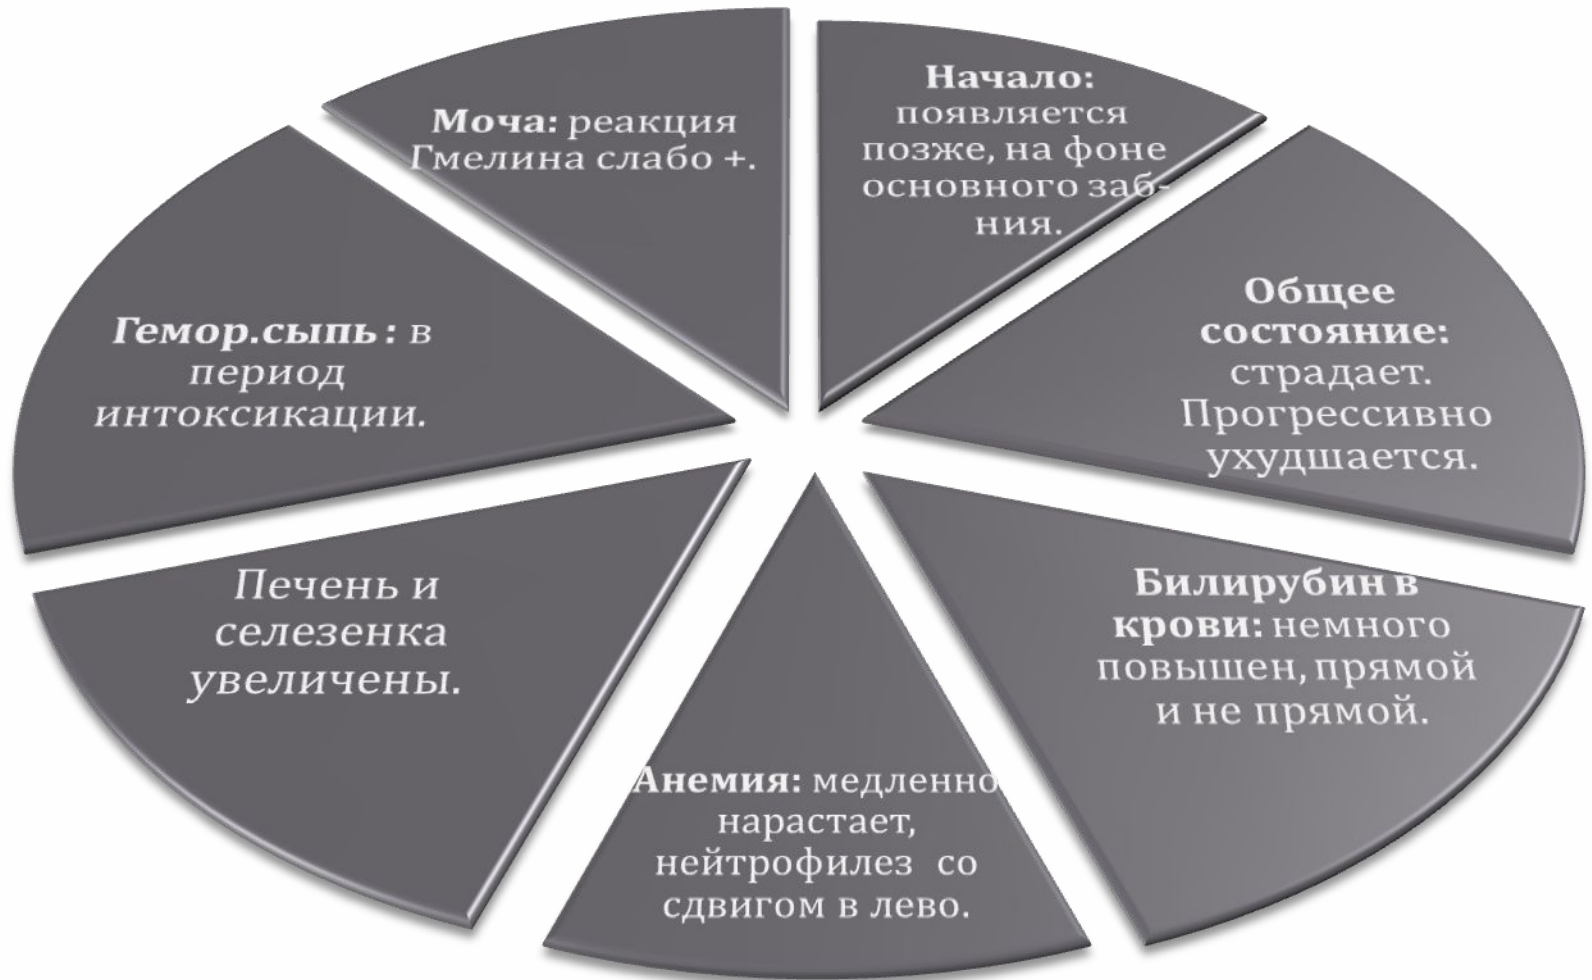 Начало:
появляется
позже, на фоне
основного заб-
ния.
Общее
состояние:
страдает.
Прогрессивно
ухудшается.
Билирубин в
крови: немного
повышен, прямой
и не прямой.
Анемия: медленно
нарастает,
нейтрофилез со
сдвигом в лево.
Печень и
селезенка
увеличены.
Гемор.сыпь : в
период
интоксикации.
Моча: реакция
Гмелина слабо +.